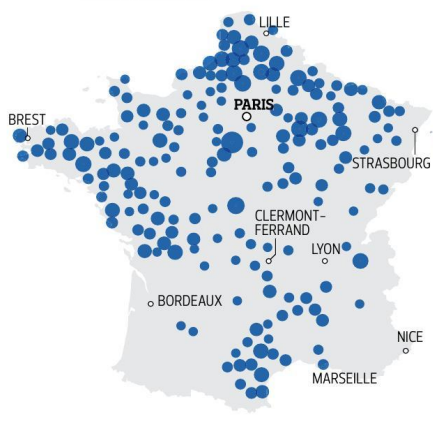 LILLE
PARIS
BREST
STRASBOURG
CLERMONT-
FERRAND
LYON
BORDEAUX
NICE
MARSEILLE